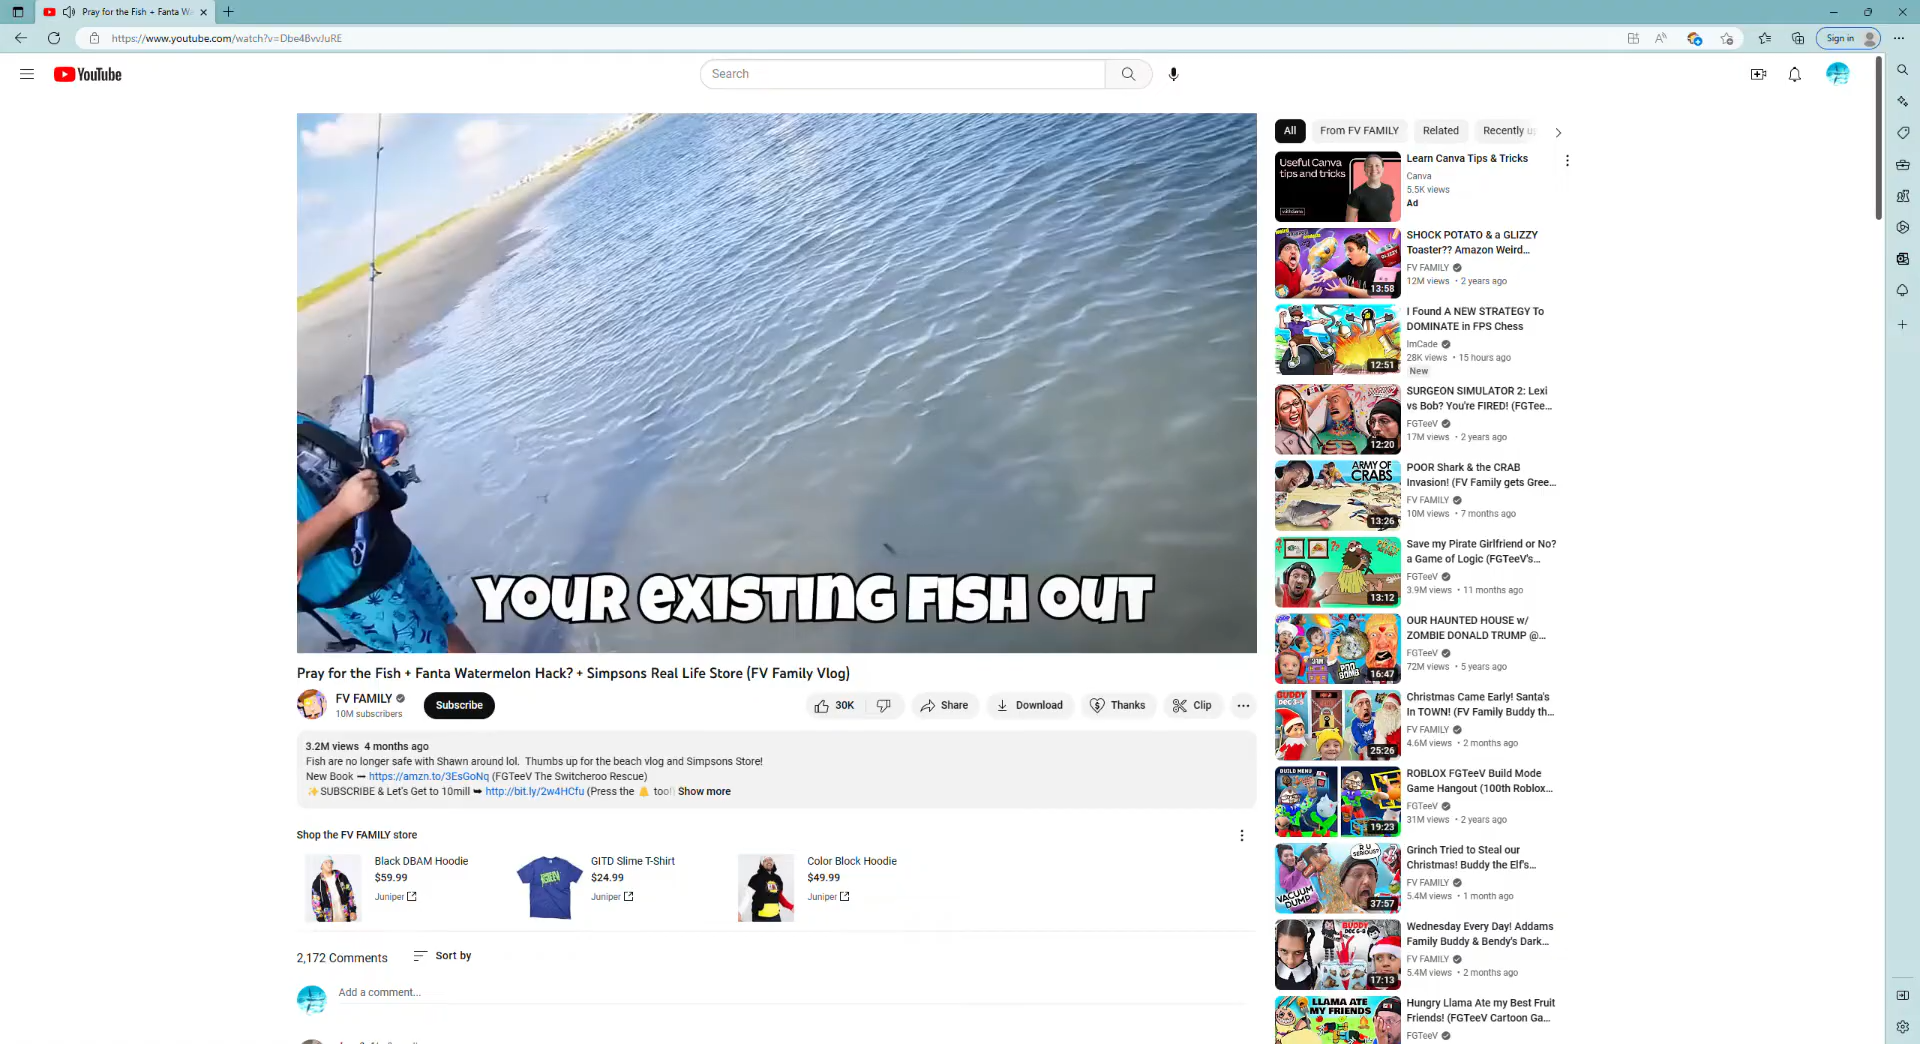 Pray for the Fish + Fanta Wa
https://www.youtube.com/watch?v=Dbe4BvvJuRE
Sign in
YouTube
Search
YOUR EXISTING FISH OUT
Pray for the Fish + Fanta Watermelon Hack? + Simpsons Real Life Store (FV Family Vlog)
FV FAMILY
10M subscribers
Subscribe
30K
Share
Download
Thanks
Clip
3.2M views 4 months ago
Fish are no longer safe with Shawn around lol. Thumbs up for the beach vlog and Simpsons Store!
New Book ➞ https://amzn.to/3EsGoNq (FGTeeV The Switcheroo Rescue)
✨SUBSCRIBE & Let's Get to 10mill ➥ http://bit.ly/2w4HCfu (Press the 🔔 too!) Show more
Shop the FV FAMILY store
Black DBAM Hoodie
$59.99
Juniper
GITD Slime T-Shirt
$24.99
Juniper
Color Block Hoodie
$49.99
Juniper
2,172 Comments
Sort by
Add a comment...
All
From FV FAMILY
Related
Recently u
Useful Canva
tips and tricks
Learn Canva Tips & Tricks
Canva
5.5K views
Ad
13:58
SHOCK POTATO & a GLIZZY
Toaster?? Amazon Weird...
FV FAMILY
12M views • 2 years ago
12:51
I Found A NEW STRATEGY To
DOMINATE in FPS Chess
ImCade
28K views • 15 hours ago
New
12:20
SURGEON SIMULATOR 2: Lexi
vs Bob? You're FIRED! (FGTee...
FGTeeV
17M views • 2 years ago
ARMY OF
CRABS
13:26
POOR Shark & the CRAB
Invasion! (FV Family gets Gree...
FV FAMILY
10M views • 7 months ago
13:12
Save my Pirate Girlfriend or No?
a Game of Logic (FGTeeV's...
FGTeeV
3.9M views • 11 months ago
16:47
OUR HAUNTED HOUSE w/
ZOMBIE DONALD TRUMP @...
FGTeeV
72M views • 5 years ago
BUDDY
DEC 3-5
25:26
Christmas Came Early! Santa's
In TOWN! (FV Family Buddy th...
FV FAMILY
4.6M views • 2 months ago
BUILD MENU
19:23
ROBLOX FGTeeV Build Mode
Game Hangout (100th Roblox...
FGTeeV
31M views • 2 years ago
R U
SERIOUS?
VACUUM
DUMP
37:57
Grinch Tried to Steal our
Christmas! Buddy the Elf's...
FV FAMILY
5.4M views • 1 month ago
BUDDY
DEC 6-8
17:13
Wednesday Every Day! Addams
Family Buddy & Bendy's Dark...
FV FAMILY
5.4M views • 2 months ago
LLAMA ATE
MY FRIENDS
Hungry Llama Ate my Best Fruit
Friends! (FGTeeV Cartoon Ga...
FGTeeV